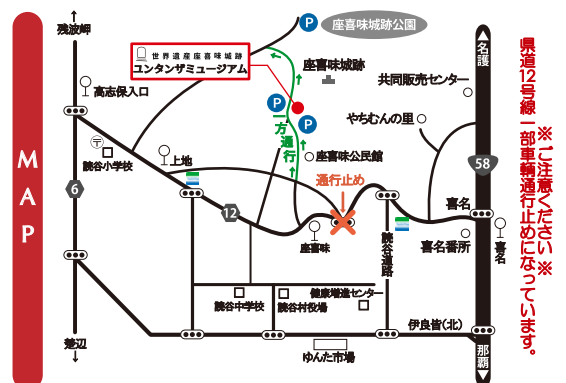 MAP
残波岬
高志保入口
〒
読谷小学校
6
楚辺
上地
世界遺産座喜味城跡
ユンタンザミュージアム
P
座喜味城跡公園
座喜味城跡
P
P
一方通行
座喜味公民館
通行止め
12
座喜味
読谷中学校
読谷村役場
健康増進センター
ゆんた市場
読谷道路
伊良皆(北)
共同販売センター
やちむんの里
喜名
喜名番所
喜名
名護
58
那覇
※ご注意ください※
県道12号線一部車輌通行止めになっています。